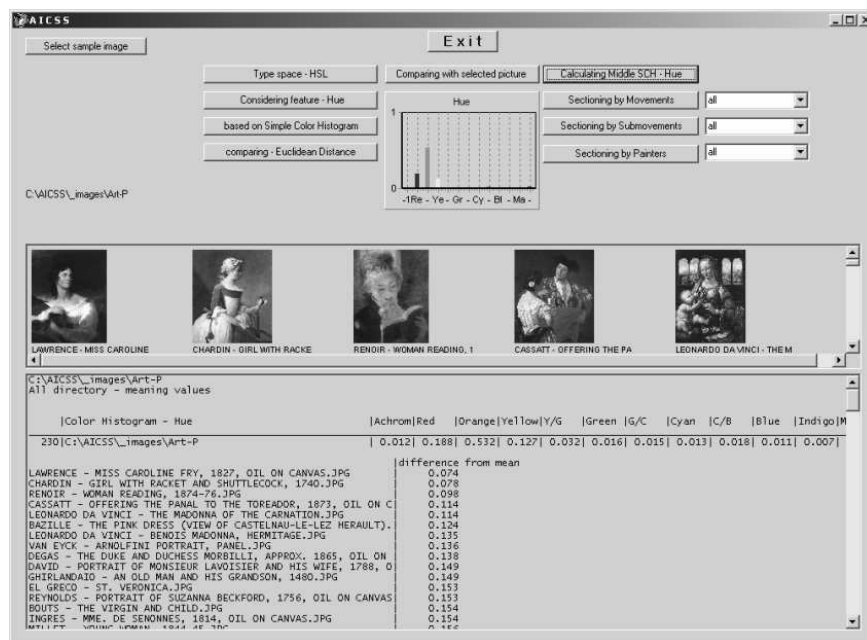 AICSS
Exit
Select sample image
Type space - HSL
Comparing with selected picture
Calculating Middle SCH - Hue
Considering feature - Hue
Hue
Sectioning by Movements
all
based on Simple Color Histogram
1
Sectioning by Submovements
all
comparing - Euclidean Distance
Sectioning by Painters
all
0
C:\AICSS\_images\Art-P
-1Re - Ye - Gr - Cy - Bl - Ma -
LAWRENCE - MISS CAROLINE
CHARDIN - GIRL WITH RACKE
RENOIR - WOMAN READING, 1
CASSATT - OFFERING THE PA
LEONARDO DA VINCI - THE M
C:\AICSS\_images\Art-P
All directory - meaning values
|Color Histogram - Hue |Achrom|Red |Orange|Yellow|Y/G |Green |G/C |Cyan |C/B |Blue |Indigo|M
230|C:\AICSS\_images\Art-P | 0.012| 0.188| 0.532| 0.127| 0.032| 0.016| 0.015| 0.013| 0.018| 0.011| 0.007|
|difference from mean
LAWRENCE - MISS CAROLINE FRY, 1827, OIL ON CANVAS.JPG | 0.074
CHARDIN - GIRL WITH RACKET AND SHUTTLECOCK, 1740.JPG | 0.078
RENOIR - WOMAN READING, 1874-76.JPG | 0.098
CASSATT - OFFERING THE PANAL TO THE TOREADOR, 1873, OIL ON C| 0.114
LEONARDO DA VINCI - THE MADONNA OF THE CARNATION.JPG | 0.114
BAZILLE - THE PINK DRESS (VIEW OF CASTELNAU-LE-LEZ HERAULT).| 0.124
LEONARDO DA VINCI - BENOIS MADONNA, HERMITAGE.JPG | 0.135
VAN EYCK - ARNOLFINI PORTRAIT, PANEL.JPG | 0.136
DEGAS - THE DUKE AND DUCHESS MORBILLI, APPROX. 1865, OIL ON | 0.138
DAVID - PORTRAIT OF MONSIEUR LAVOISIER AND HIS WIFE, 1788, O| 0.149
GHIRLANDAIO - AN OLD MAN AND HIS GRANDSON, 1480.JPG | 0.149
EL GRECO - ST. VERONICA.JPG | 0.153
REYNOLDS - PORTRAIT OF SUZANNA BECKFORD, 1756, OIL ON CANVAS| 0.153
BOUTS - THE VIRGIN AND CHILD.JPG | 0.154
INGRES - MME. DE SENONNES, 1814, OIL ON CANVAS.JPG | 0.154
MILLET - YOUNG WOMAN, 1844-45.JPG | 0.156